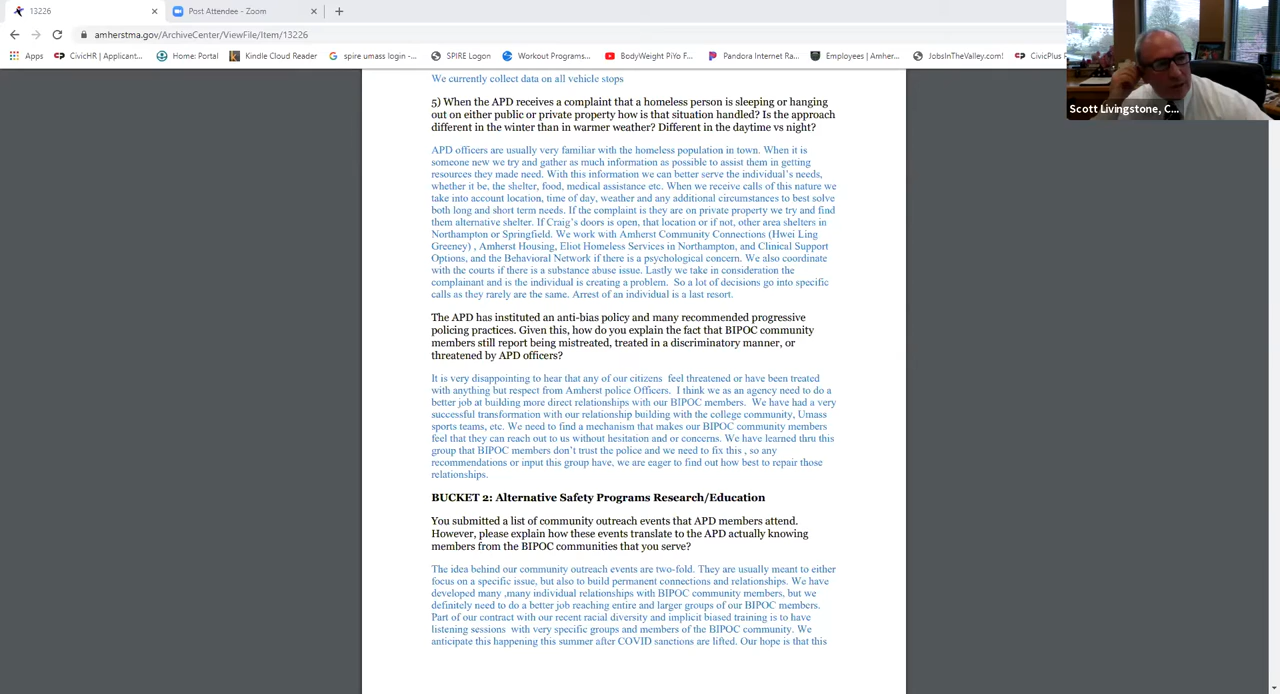 13226
Post Attendee - Zoom
amherstma.gov/ArchiveCenter/ViewFile/Item/13226
Apps
CivicHR | Applicant...
Home: Portal
Kindle Cloud Reader
spire umass login -...
SPIRE Logon
Workout Programs...
BodyWeight PiYo F...
Pandora Internet Ra...
Employees | Amher...
JobsInTheValley.com!
CivicPlus
Scott Livingstone, C...
We currently collect data on all vehicle stops
5) When the APD receives a complaint that a homeless person is sleeping or hanging
out on either public or private property how is that situation handled? Is the approach
different in the winter than in warmer weather? Different in the daytime vs night?
APD officers are usually very familiar with the homeless population in town. When it is
someone new we try and gather as much information as possible to assist them in getting
resources they made need. With this information we can better serve the individual's needs,
whether it be, the shelter, food, medical assistance etc. When we receive calls of this nature we
take into account location, time of day, weather and any additional circumstances to best solve
both long and short term needs. If the complaint is they are on private property we try and find
them alternative shelter. If Craig's doors is open, that location or if not, other area shelters in
Northampton or Springfield. We work with Amherst Community Connections (Hwei Ling
Greeney) , Amherst Housing, Eliot Homeless Services in Northampton, and Clinical Support
Options, and the Behavioral Network if there is a psychological concern. We also coordinate
with the courts if there is a substance abuse issue. Lastly we take in consideration the
complainant and is the individual is creating a problem. So a lot of decisions go into specific
calls as they rarely are the same. Arrest of an individual is a last resort.
The APD has instituted an anti-bias policy and many recommended progressive
policing practices. Given this, how do you explain the fact that BIPOC community
members still report being mistreated, treated in a discriminatory manner, or
threatened by APD officers?
It is very disappointing to hear that any of our citizens feel threatened or have been treated
with anything but respect from Amherst police Officers. I think we as an agency need to do a
better job at building more direct relationships with our BIPOC members. We have had a very
successful transformation with our relationship building with the college community, Umass
sports teams, etc. We need to find a mechanism that makes our BIPOC community members
feel that they can reach out to us without hesitation and or concerns. We have learned thru this
group that BIPOC members don't trust the police and we need to fix this , so any
recommendations or input this group have, we are eager to find out how best to repair those
relationships.
BUCKET 2: Alternative Safety Programs Research/Education
You submitted a list of community outreach events that APD members attend.
However, please explain how these events translate to the APD actually knowing
members from the BIPOC communities that you serve?
The idea behind our community outreach events are two-fold. They are usually meant to either
focus on a specific issue, but also to build permanent connections and relationships. We have
developed many ,many individual relationships with BIPOC community members, but we
definitely need to do a better job reaching entire and larger groups of our BIPOC members.
Part of our contract with our recent racial diversity and implicit biased training is to have
listening sessions with very specific groups and members of the BIPOC community. We
anticipate this happening this summer after COVID sanctions are lifted. Our hope is that this